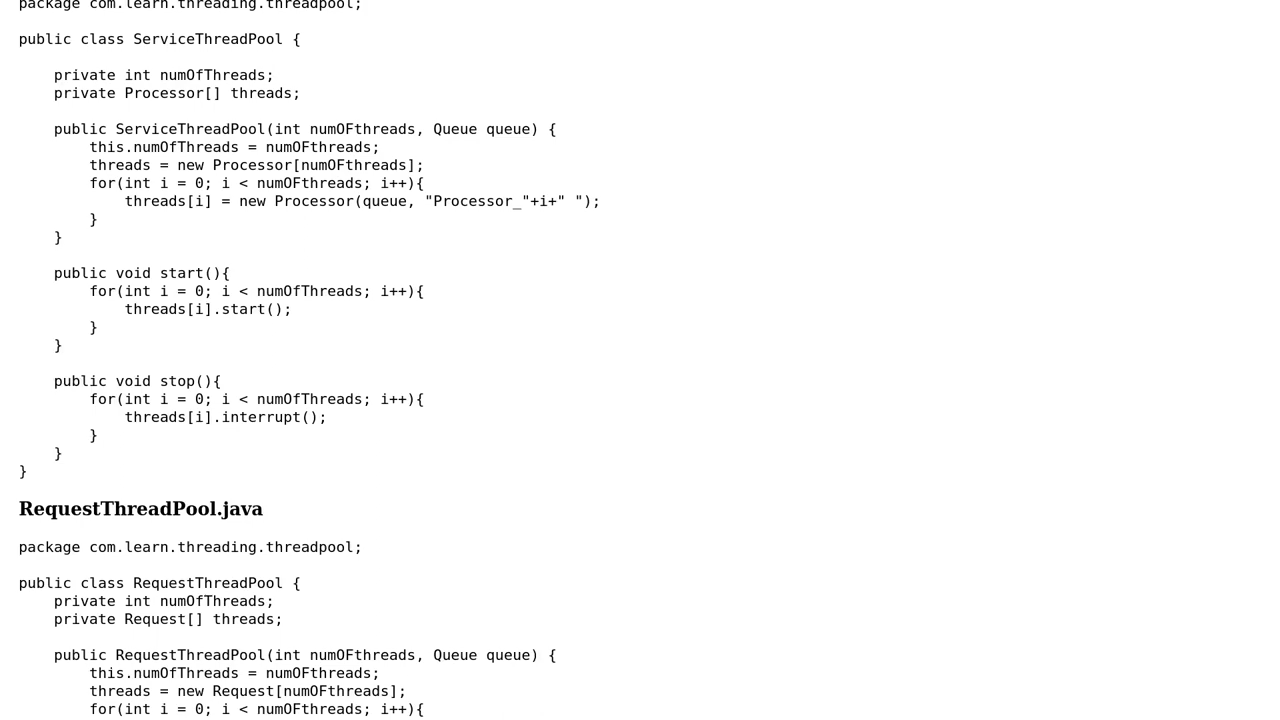 package com.learn.threading.threadpool;
public class ServiceThreadPool {
private int numOfThreads;
private Processor[] threads;
public ServiceThreadPool(int numOFthreads, Queue queue) {
this.numOfThreads = numOFthreads;
threads = new Processor[numOFthreads];
for(int i = 0; i < numOFthreads; i++){
threads[i] = new Processor(queue, "Processor_"+i+" ");
}
}
public void start(){
for(int i = 0; i < numOfThreads; i++){
threads[i].start();
}
}
public void stop(){
for(int i = 0; i < numOfThreads; i++){
threads[i].interrupt();
}
}
}
RequestThreadPool.java
package com.learn.threading.threadpool;
public class RequestThreadPool {
private int numOfThreads;
private Request[] threads;
public RequestThreadPool(int numOFthreads, Queue queue) {
this.numOfThreads = numOFthreads;
threads = new Request[numOFthreads];
for(int i = 0; i < numOFthreads; i++){